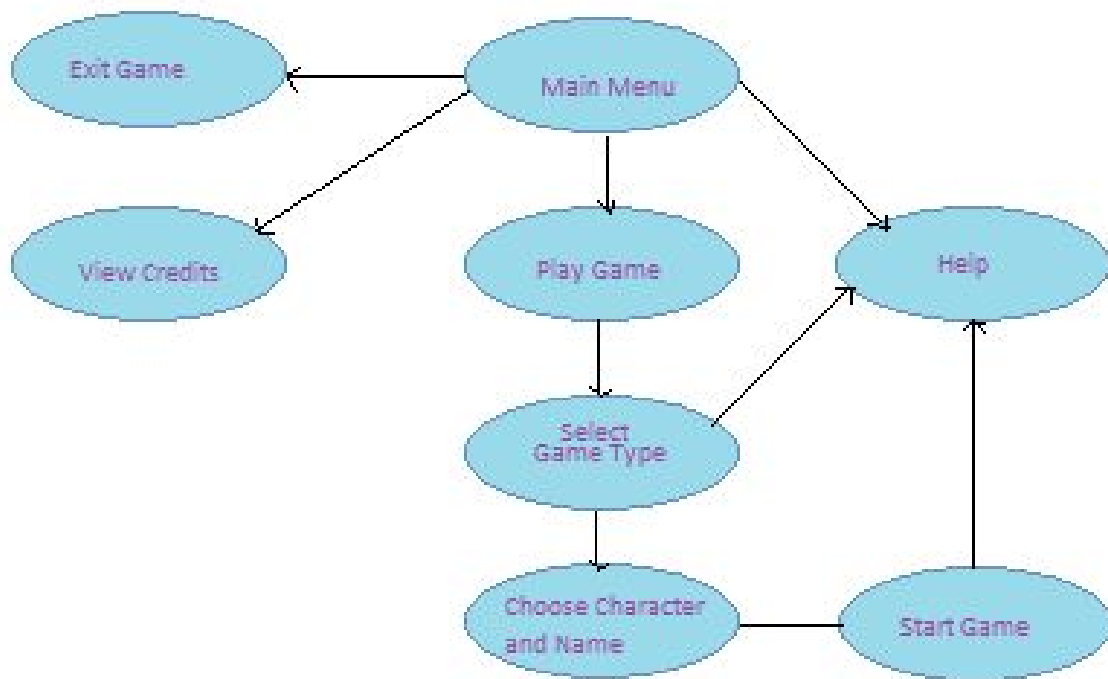 Exit Game
Main Menu
View Credits
Play Game
Help
Select
Game Type
Choose Character
and Name
Start Game